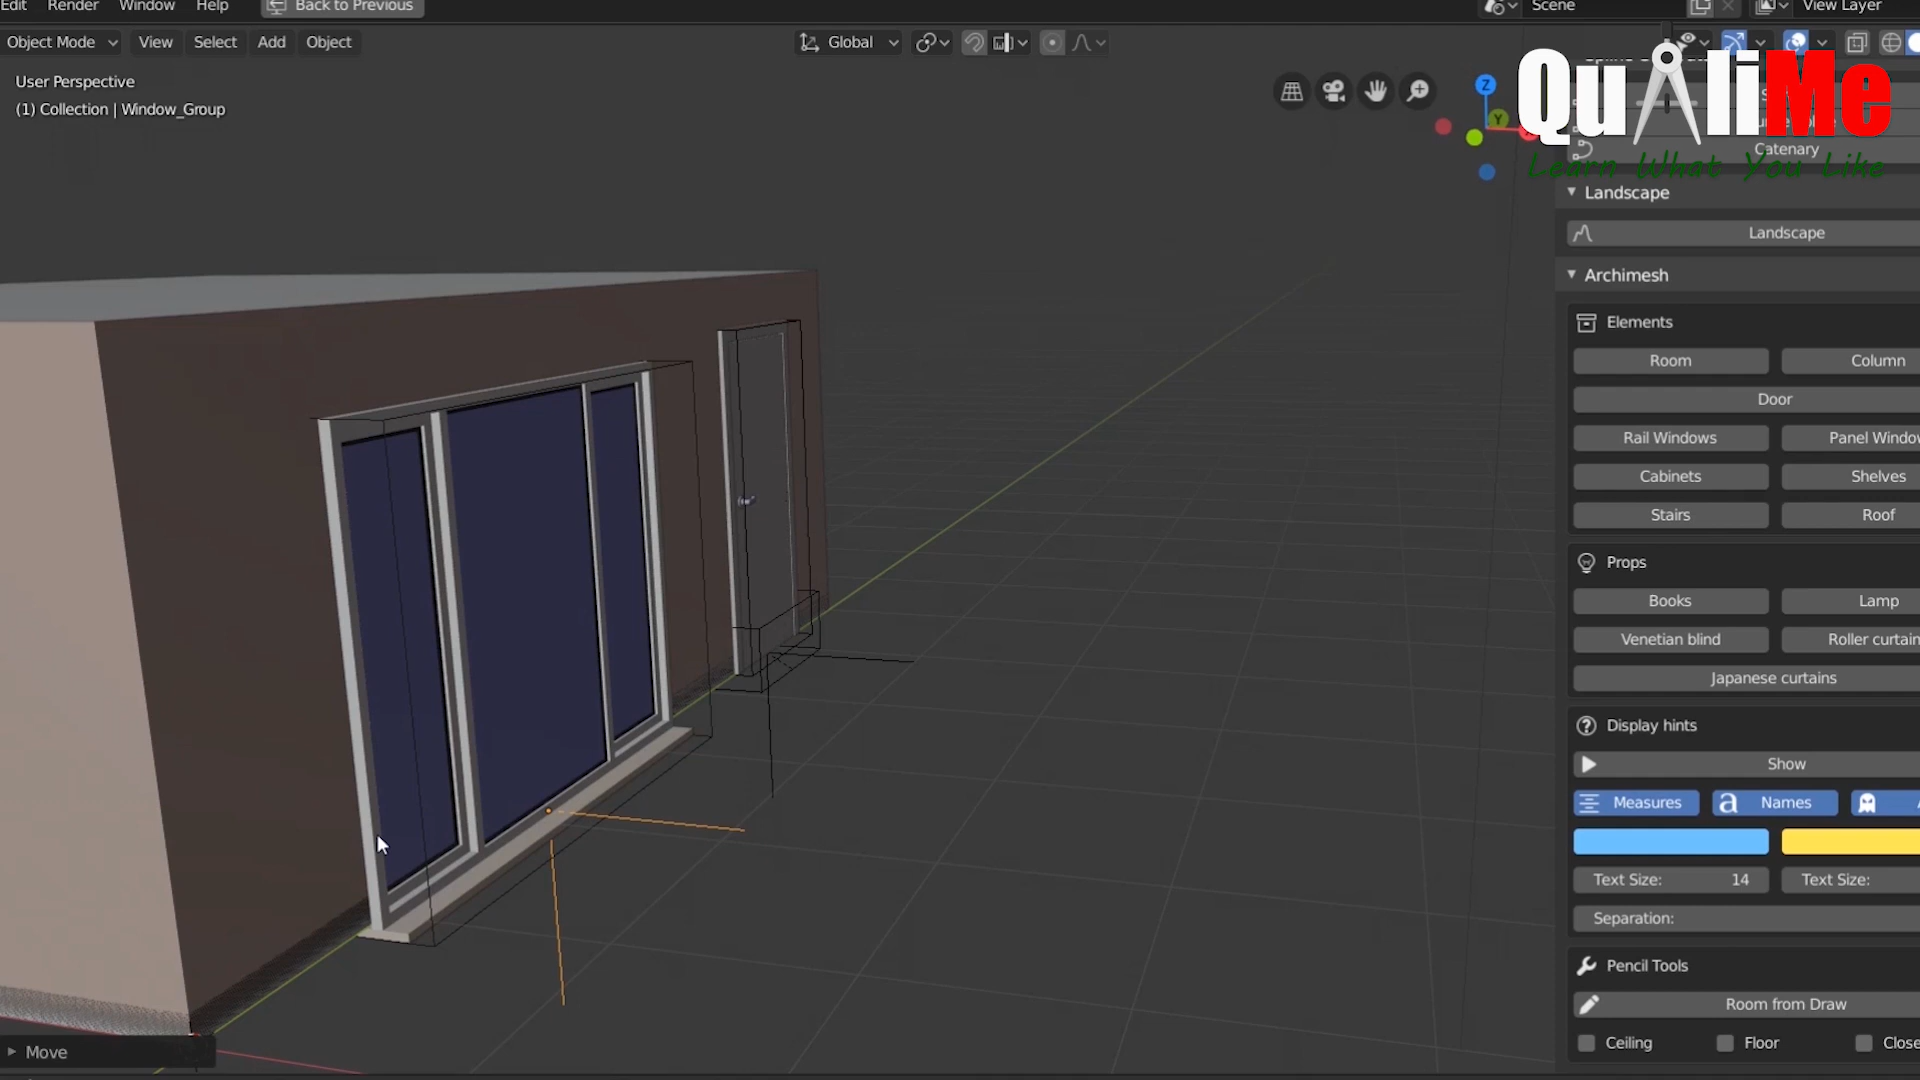 Edit Render Window Help Back to Previous Scene View Layer
Object Mode View Select Add Object Global
User Perspective
(1) Collection | Window_Group
Z
Y
QuAliMe
Learn What You Like
Catenary
Landscape
Landscape
Archimesh
Elements
Room Column
Door
Rail Windows Panel Window
Cabinets Shelves
Stairs Roof
Props
Books Lamp
Venetian blind Roller curtain
Japanese curtains
Display hints
Show
Measures a Names
Text Size: 14 Text Size:
Separation:
Pencil Tools
Room from Draw
Ceiling Floor Close
Move